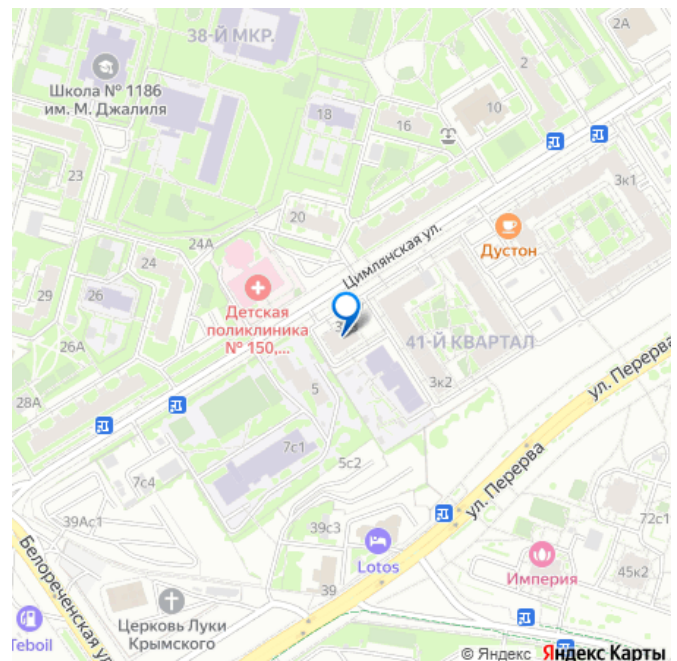 2А
38-Й МКР.
Школа № 1186
им. М. Джалиля
2
10
18
16
3к1
23
20
24А
Цимлянская ул.
Дустон
24
29
26
Детская
поликлиника
№ 150,...
41-Й КВАРТАЛ
26А
3к2
ул. Перерва
5
28А
7с1
5с2
ул. Перерва
7с4
39Ас1
39с3
72с1
Lotos
Империя
45к2
39
Белореченская ул.
Церковь Луки
Крымского
Teboil
© Яндекс Яндекс Карты